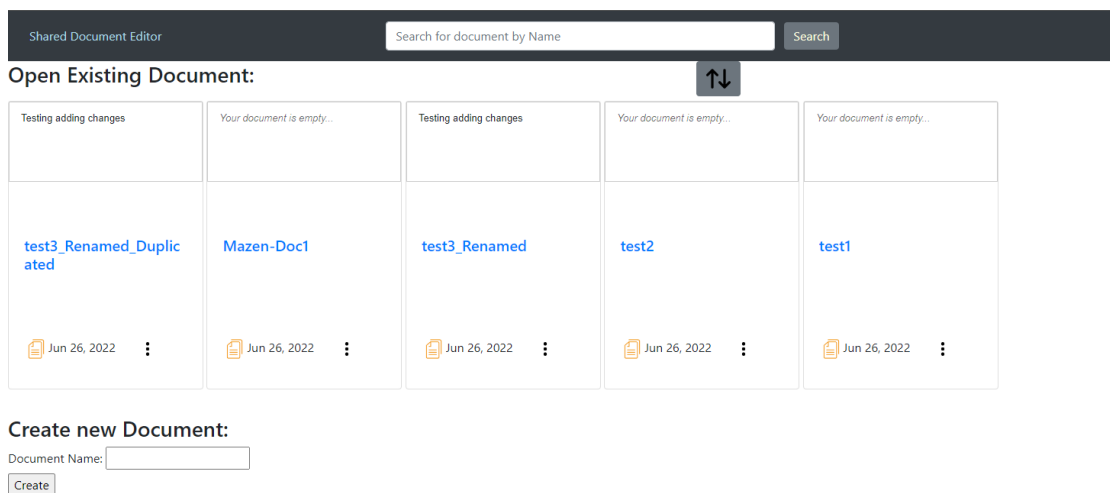 Shared Document Editor
Search for document by Name
Search
Open Existing Document:
Testing adding changes
Your document is empty...
Testing adding changes
Your document is empty...
Your document is empty...
test3_Renamed_Duplic
ated
Mazen-Doc1
test3_Renamed
test2
test1
Jun 26, 2022
Jun 26, 2022
Jun 26, 2022
Jun 26, 2022
Jun 26, 2022
Create new Document:
Document Name:
Create